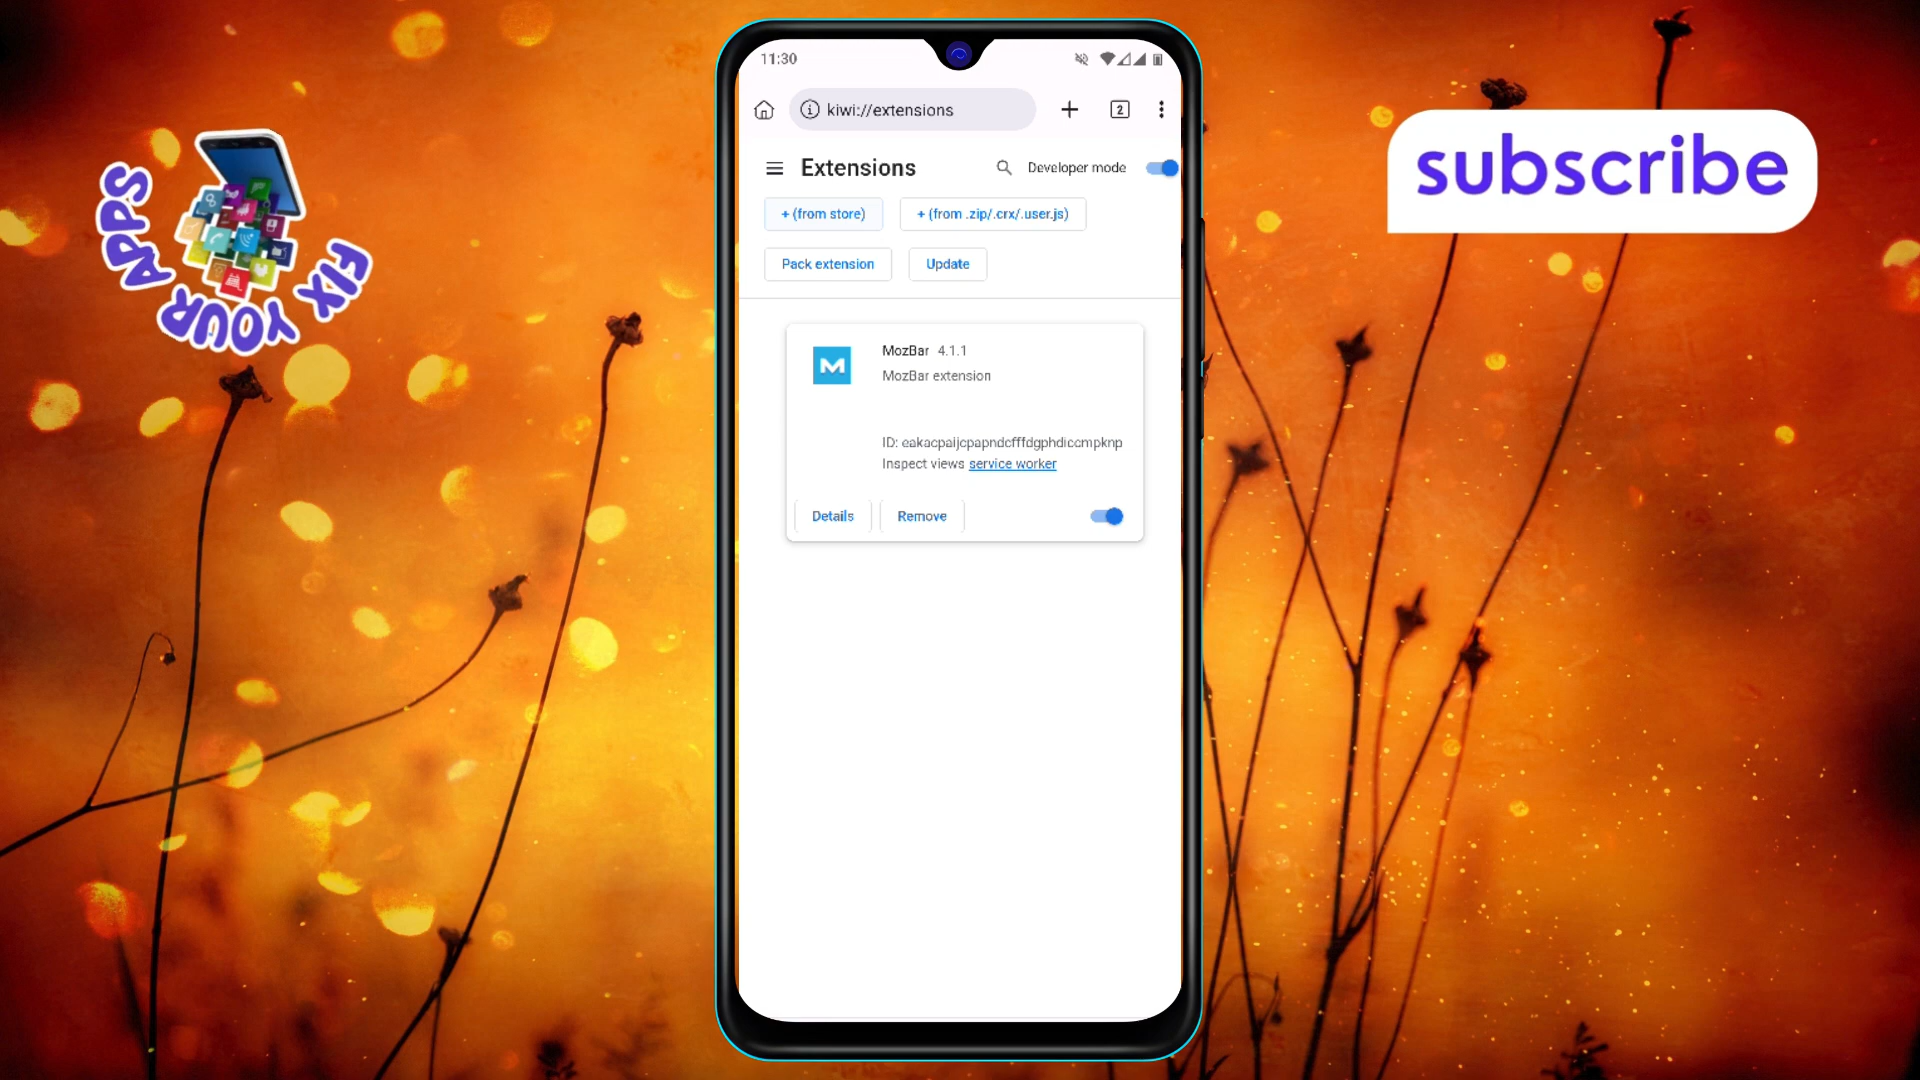 11:30
kiwi://extensions
2
Extensions
Developer mode
+ (from store)
+ (from .zip/.crx/.user.js)
Pack extension
Update
MozBar 4.1.1
MozBar extension
ID: eakacpaijcpapndcfffdgphdiccmpknp
Inspect views service worker
Details
Remove
FIX YOUR APPS
subscribe